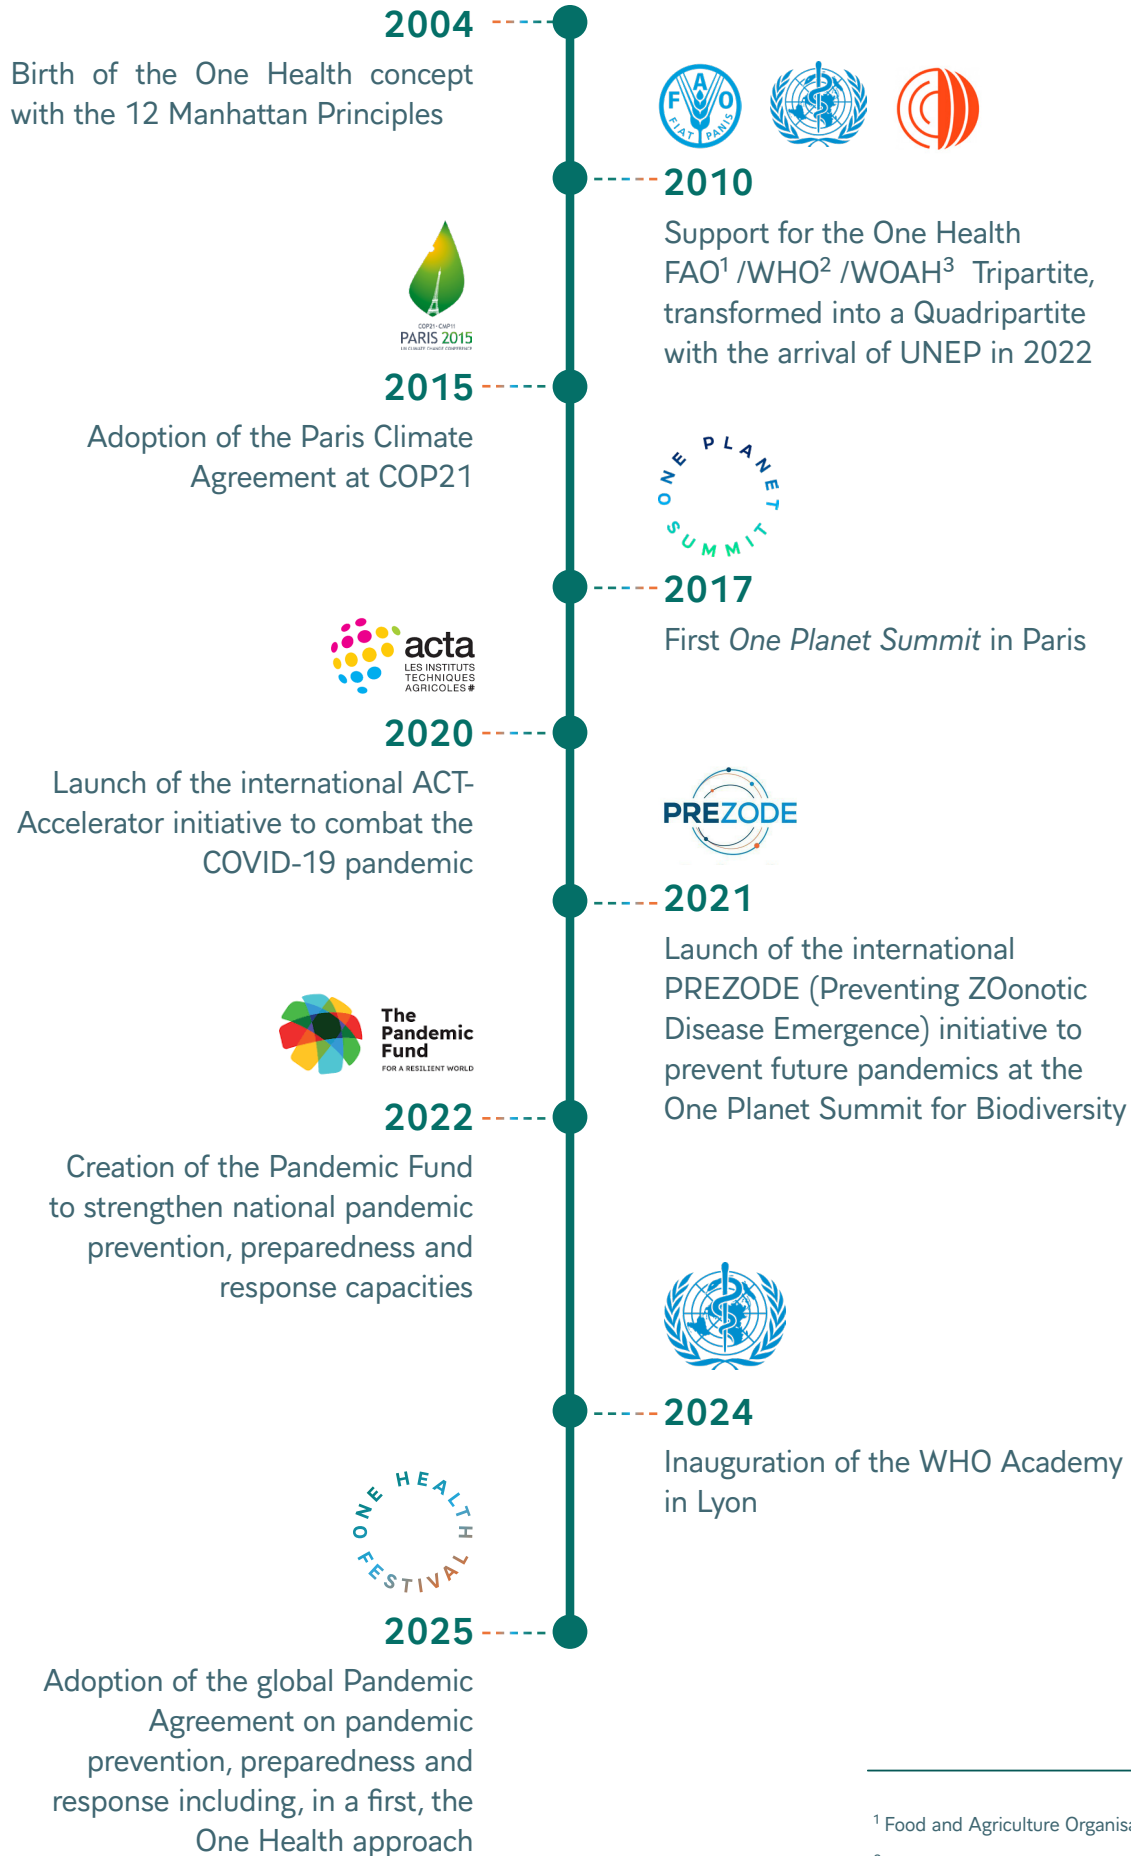 2004
Birth of the One Health concept
with the 12 Manhattan Principles
FAO
FIAT PANIS
2010
Support for the One Health
FAO¹ /WHO² /WOAH³ Tripartite,
transformed into a Quadripartite
with the arrival of UNEP in 2022
COP21-CMP11
PARIS 2015
UN CLIMATE CHANGE CONFERENCE
2015
Adoption of the Paris Climate
Agreement at COP21
ONE PLANET
SUMMIT
2017
First One Planet Summit in Paris
acta
LES INSTITUTS
TECHNIQUES
AGRICOLES#
2020
Launch of the international ACT-
Accelerator initiative to combat the
COVID-19 pandemic
PREZODE
2021
Launch of the international
PREZODE (Preventing ZOonotic
Disease Emergence) initiative to
prevent future pandemics at the
One Planet Summit for Biodiversity
The
Pandemic
Fund
FOR A RESILIENT WORLD
2022
Creation of the Pandemic Fund
to strengthen national pandemic
prevention, preparedness and
response capacities
2024
Inauguration of the WHO Academy
in Lyon
ONE HEALTH
FESTIVAL
2025
Adoption of the global Pandemic
Agreement on pandemic
prevention, preparedness and
response including, in a first, the
One Health approach
¹ Food and Agriculture Organisa